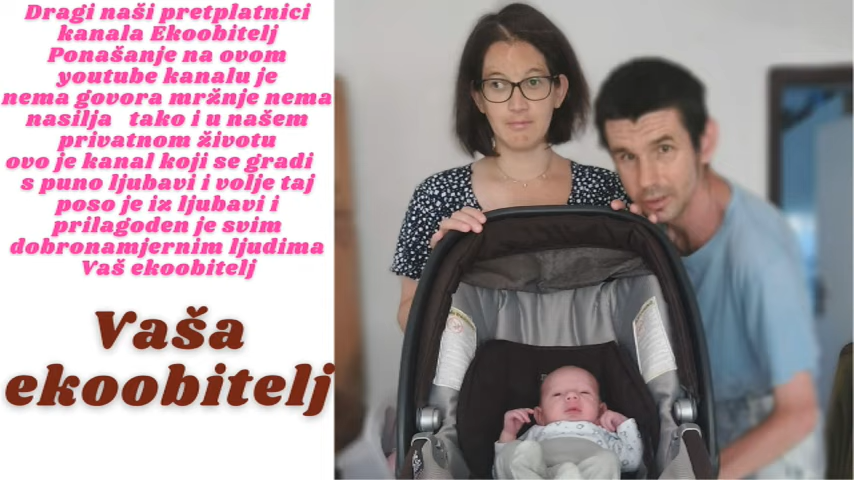 Dragi naši pretplatnici
kanala Ekoobitelj
Ponašanje na ovom
youtube kanalu je
nema govora mržnje nema
nasilja tako i u našem
privatnom životu
ovo je kanal koji se gradi
s puno ljubavi i volje taj
poso je iz ljubavi i
prilagođen je svim
dobronamjernim ljudima
Vaš ekoobitelj
Vaša
ekoobitelj